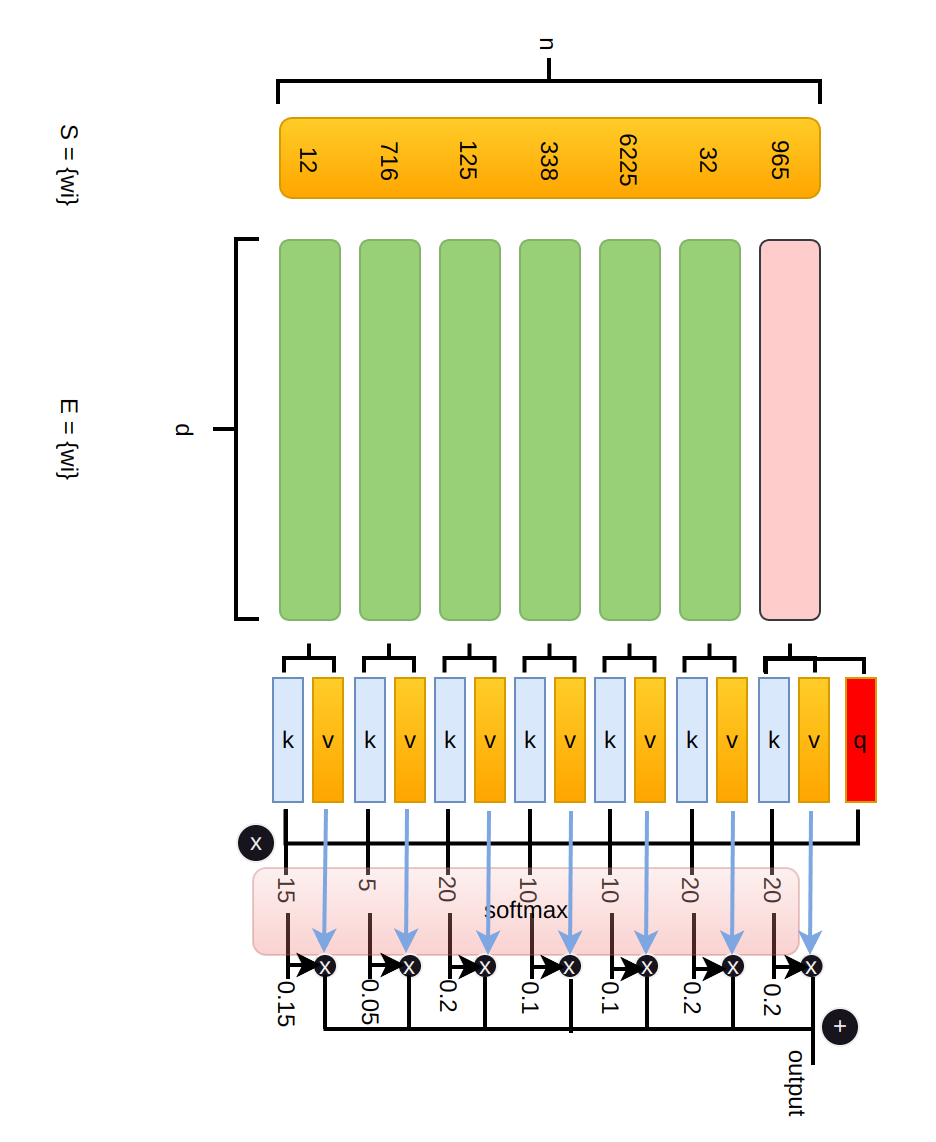 n
S = {wi}
12 716 125 338 6225 32 965
E = {wi}
d
k v k v k v k v k v k v k v q
x
15 5 20 10 10 20 20
softmax
x x x x x x x
0.15 0.05 0.2 0.1 0.1 0.2 0.2
+
output